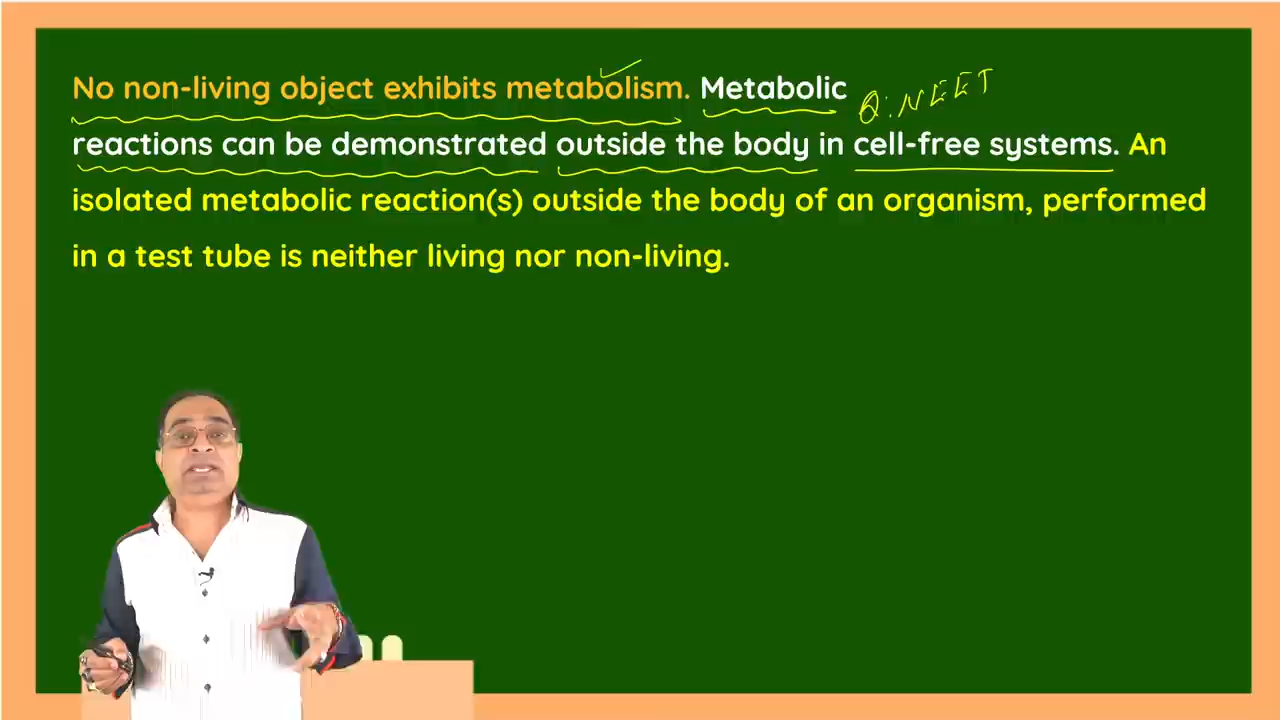 No non-living object exhibits metabolism. Metabolic
Q:NEET
reactions can be demonstrated outside the body in cell-free systems. An
isolated metabolic reaction(s) outside the body of an organism, performed
in a test tube is neither living nor non-living.